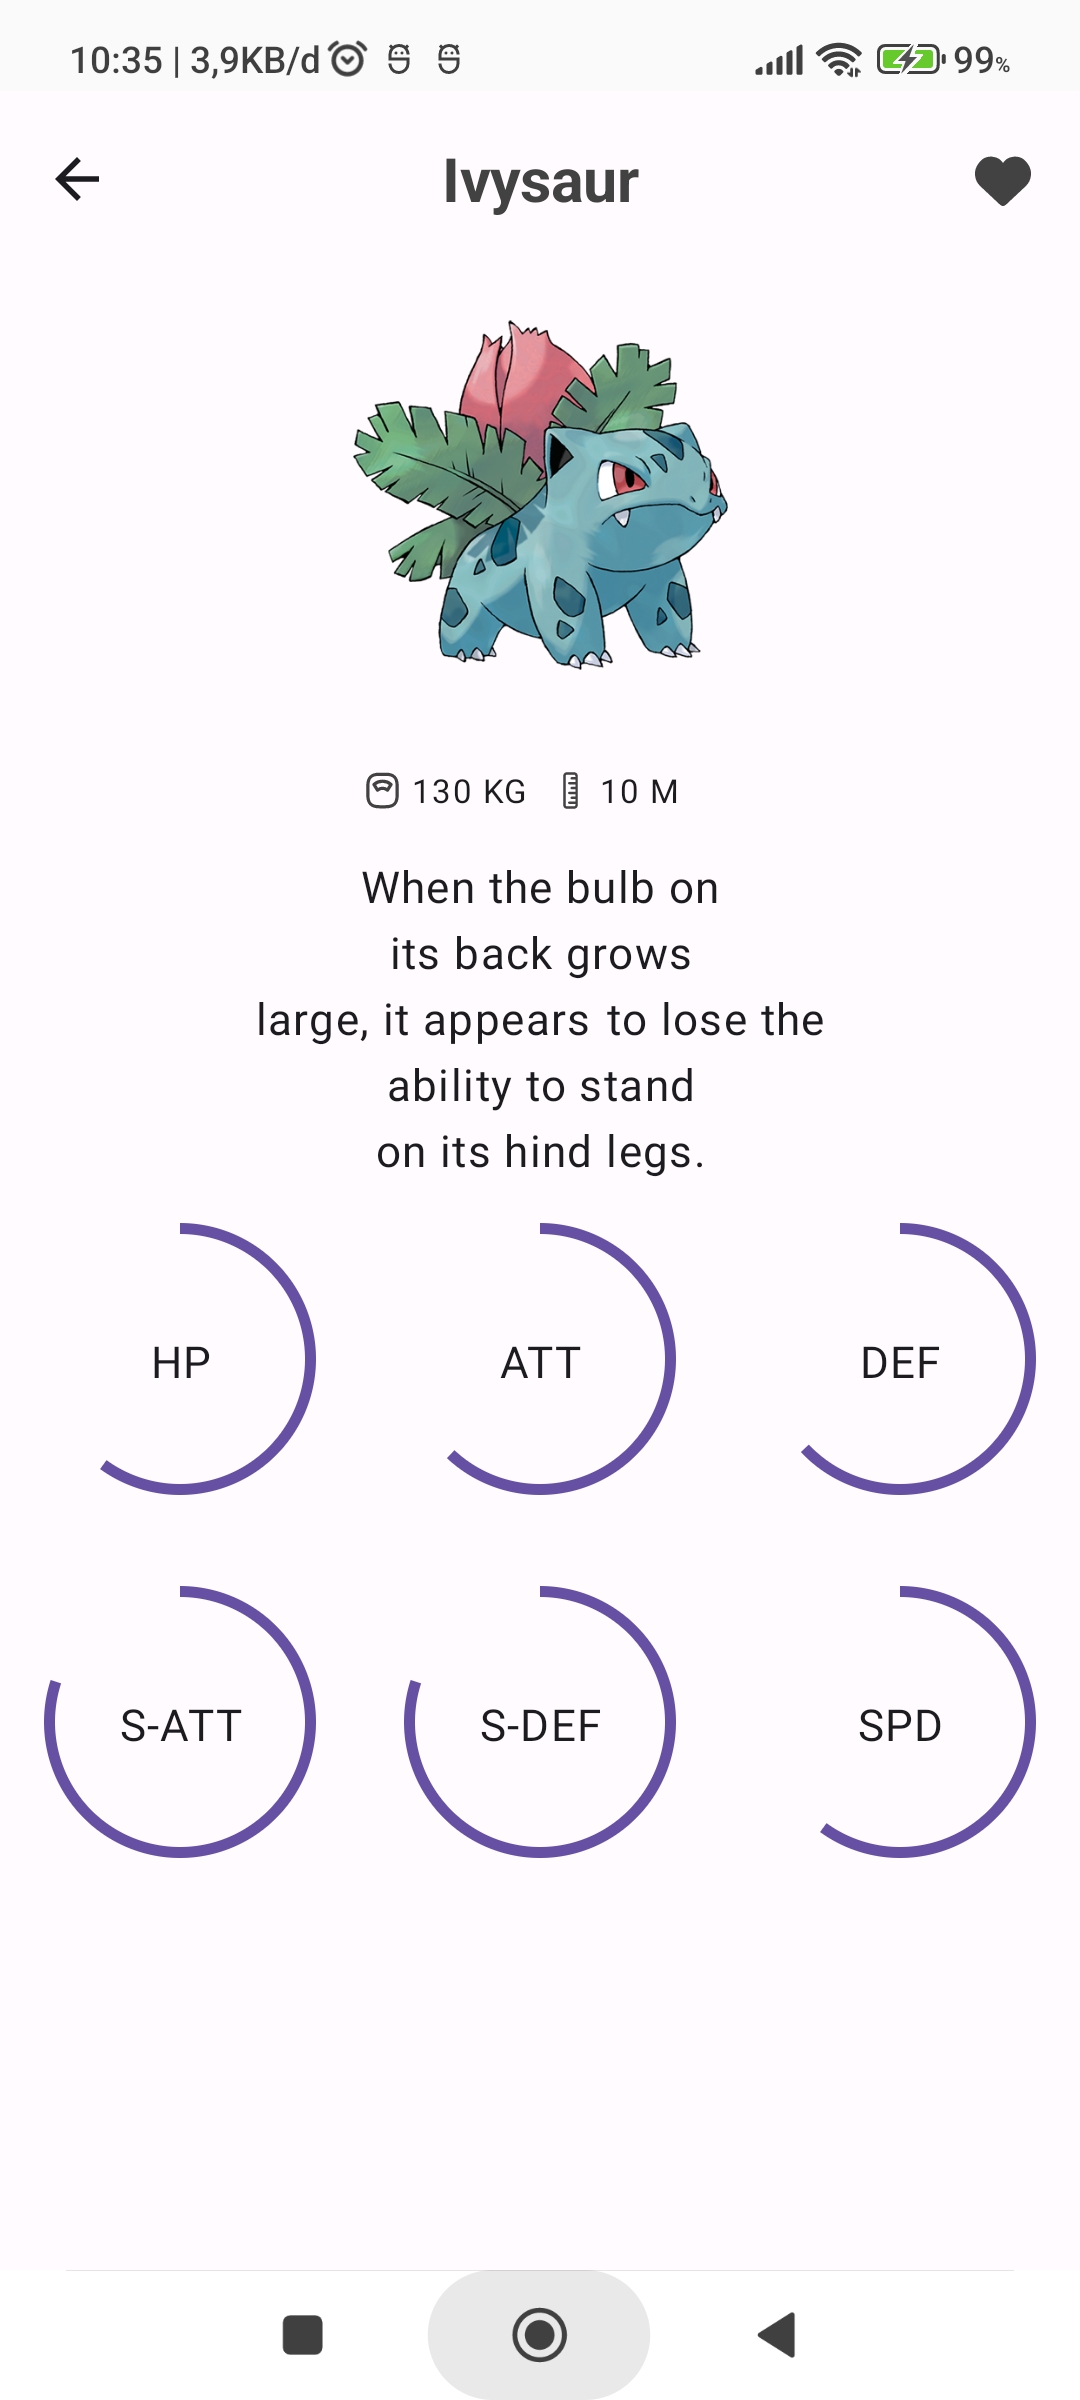 10:35 | 3,9KB/d
99%
Ivysaur
130 KG 10 M
When the bulb on
its back grows
large, it appears to lose the
ability to stand
on its hind legs.
HP ATT DEF
S-ATT S-DEF SPD